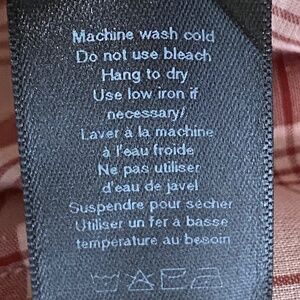 Machine wash cold
Do not use bleach
Hang to dry
Use low iron if
necessary/
Laver à la machine
à l'eau froide
Ne pas utiliser
d'eau de javel
Suspendre pour sécher
Utiliser un fer à basse
température au besoin